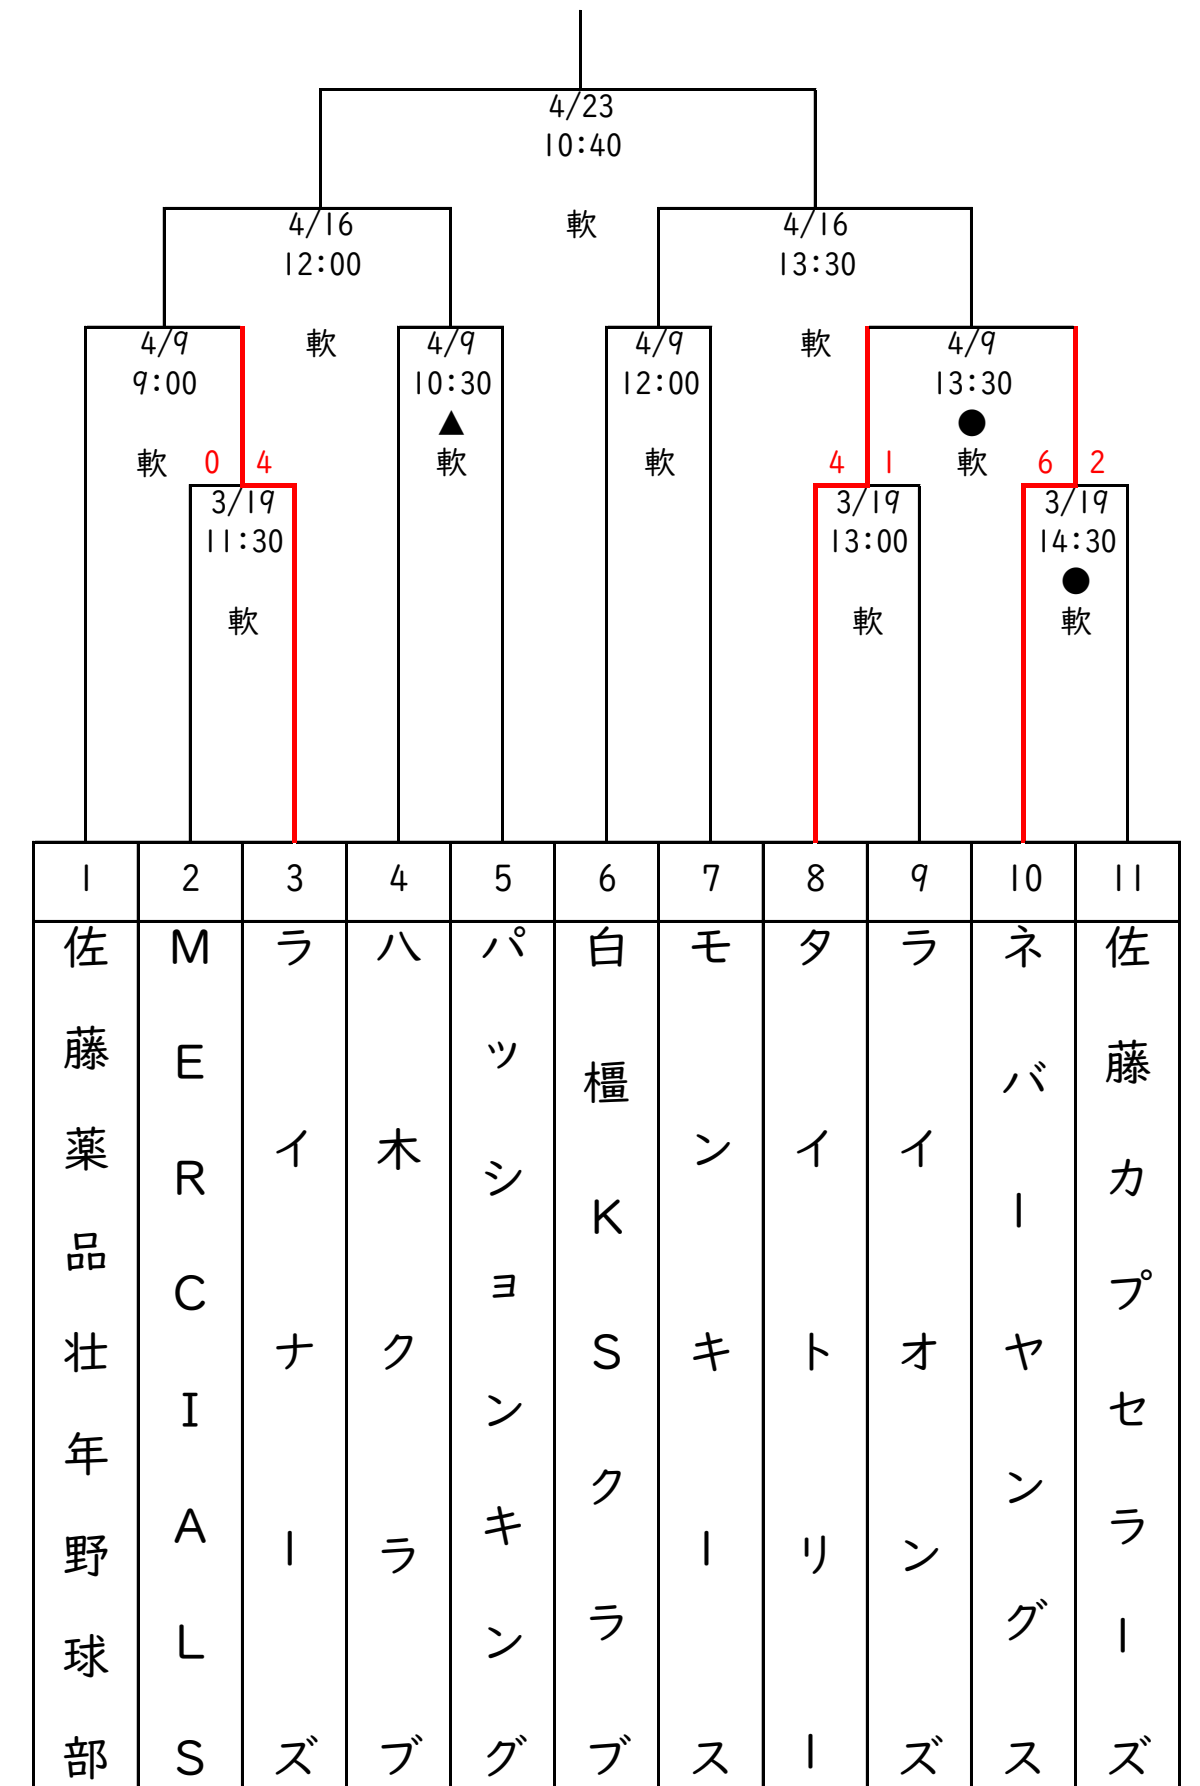 4/23
10:40
軟
4/16
12:00
4/16
13:30
軟
軟
4/9
9:00
軟
4/9
10:30
▲
軟
4/9
12:00
軟
4/9
13:30
●
軟
0 4
4 1
6 2
3/19
11:30
軟
3/19
13:00
軟
3/19
14:30
●
軟
1 2 3 4 5 6 7 8 9 10 11
佐藤薬品壮年野球部
MERCIALS
ライナーズ
八木クラブ
パッションキング
白橿KSクラブ
モンキース
タイトリー
ライオンズ
ネバーヤングス
佐藤カプセラーズ